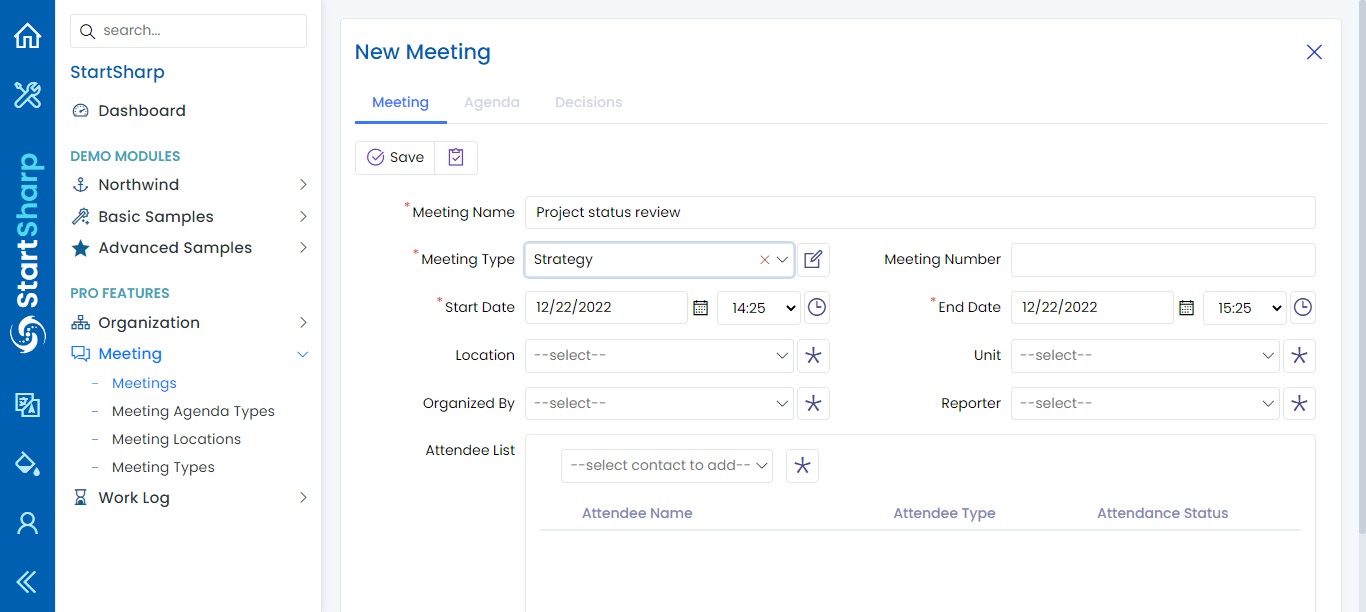 search...
StartSharp
Dashboard
DEMO MODULES
Northwind
Basic Samples
Advanced Samples
PRO FEATURES
Organization
Meeting
Meetings
Meeting Agenda Types
Meeting Locations
Meeting Types
Work Log
StartSharp
New Meeting
Meeting Agenda Decisions
Save
*Meeting Name Project status review
*Meeting Type Strategy Meeting Number
*Start Date 12/22/2022 14:25 *End Date 12/22/2022 15:25
Location --select-- Unit --select--
Organized By --select-- Reporter --select--
Attendee List
--select contact to add--
Attendee Name Attendee Type Attendance Status